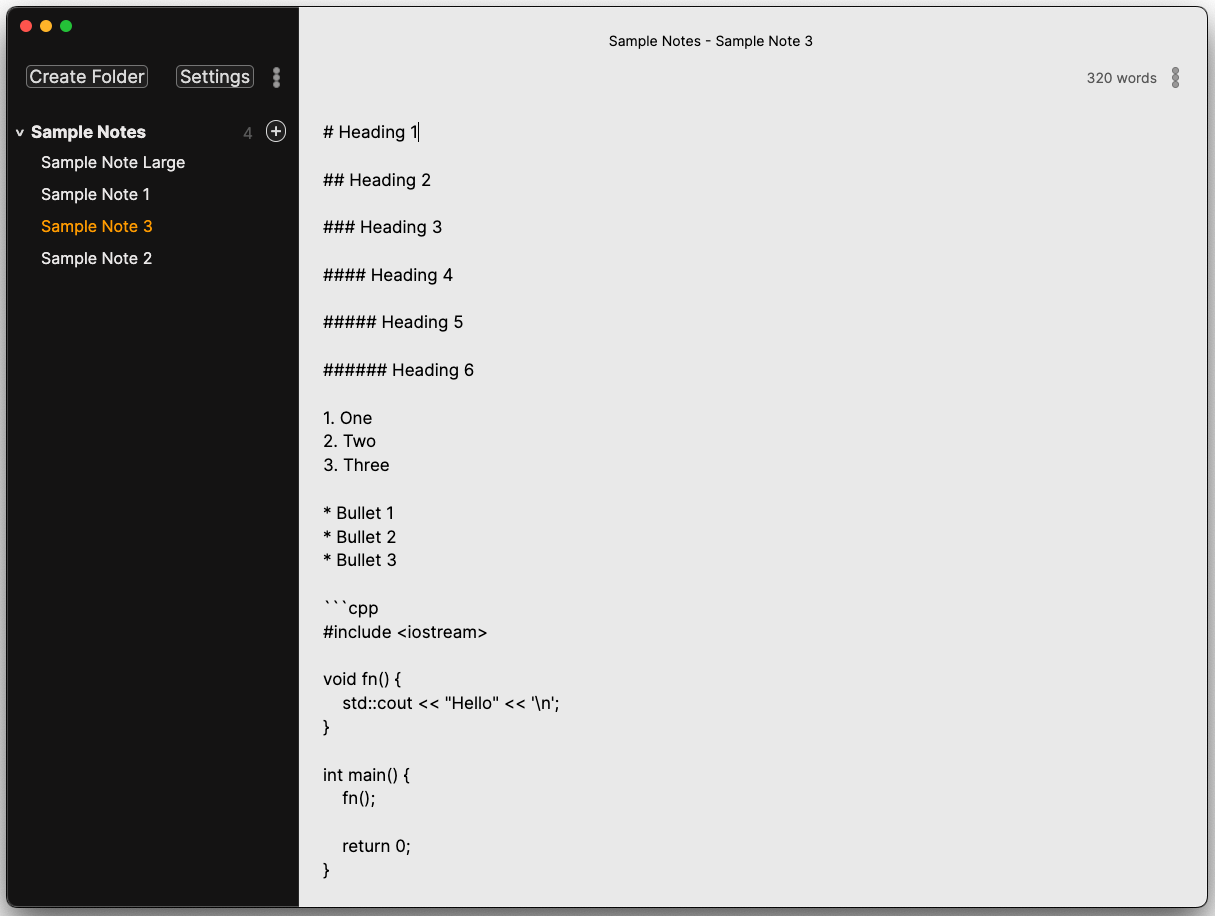 Create Folder
Settings
Sample Notes
4
Sample Note Large
Sample Note 1
Sample Note 3
Sample Note 2
Sample Notes - Sample Note 3
320 words
# Heading 1
## Heading 2
### Heading 3
#### Heading 4
##### Heading 5
###### Heading 6
1. One
2. Two
3. Three
* Bullet 1
* Bullet 2
* Bullet 3
```cpp
#include <iostream>
void fn() {
    std::cout << "Hello" << '\n';
}
int main() {
    fn();
    return 0;
}